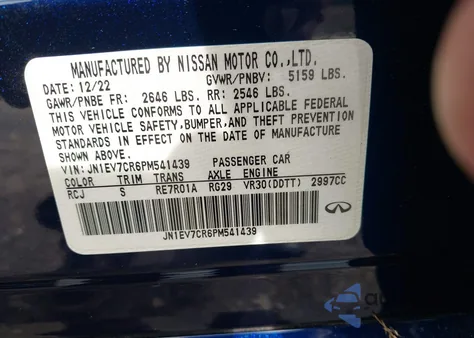 MANUFACTURED BY NISSAN MOTOR CO.,LTD.
DATE: 12/22 GVWR/PNBV: 5159 LBS.
GAWR/PNBE FR: 2646 LBS. RR: 2546 LBS.
THIS VEHICLE CONFORMS TO ALL APPLICABLE FEDERAL
MOTOR VEHICLE SAFETY,BUMPER,AND THEFT PREVENTION
STANDARDS IN EFFECT ON THE DATE OF MANUFACTURE
SHOWN ABOVE.
VIN: JN1EV7CR6PM541439 PASSENGER CAR
COLOR TRIM TRANS AXLE ENGINE
RCJ S RE7R01A RG29 VR30(DDTT) 2997CC
JN1EV7CR6PM541439